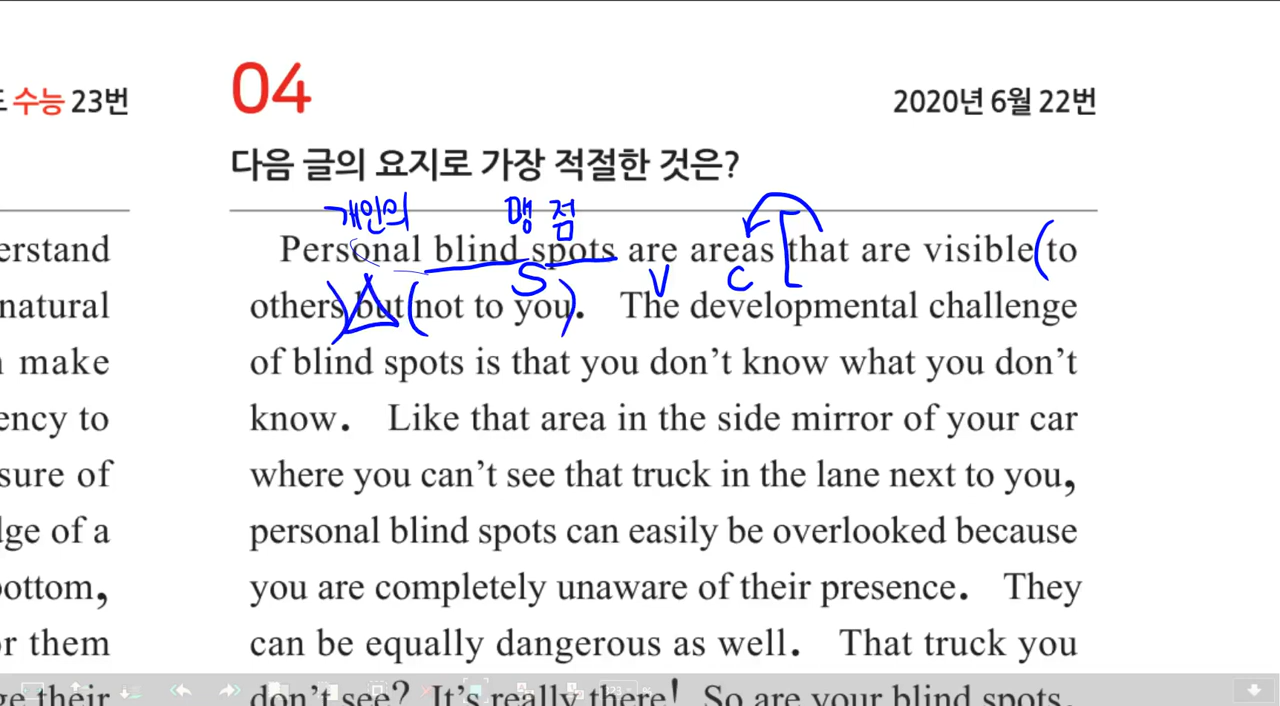 04
수능 23번
2020년 6월 22번
다음 글의 요지로 가장 적절한 것은?
개인의 맹점
erstand
Personal blind spots are areas that are visible to
S V C
natural
others but not to you. The developmental challenge
make
of blind spots is that you don't know what you don't
ency to
know. Like that area in the side mirror of your car
sure of
where you can't see that truck in the lane next to you,
dge of a
personal blind spots can easily be overlooked because
ottom,
you are completely unaware of their presence. They
or them
can be equally dangerous as well. That truck you
ge their
don't see? It's really there! So are your blind spots.